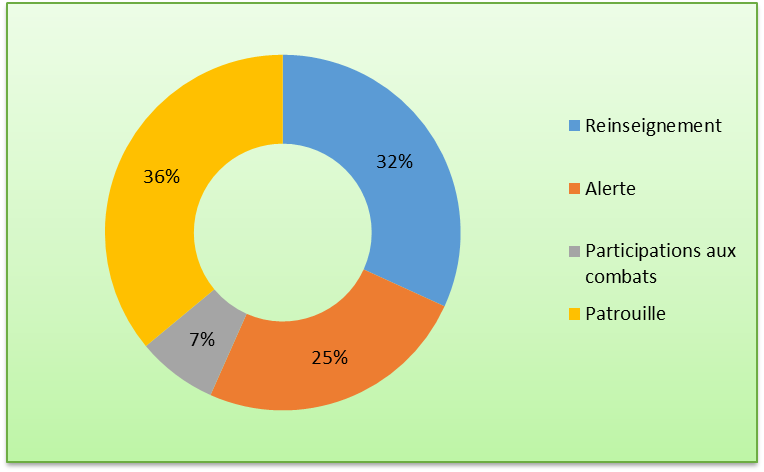 32%
25%
7%
36%
Reinseignement
Alerte
Participations aux
combats
Patrouille